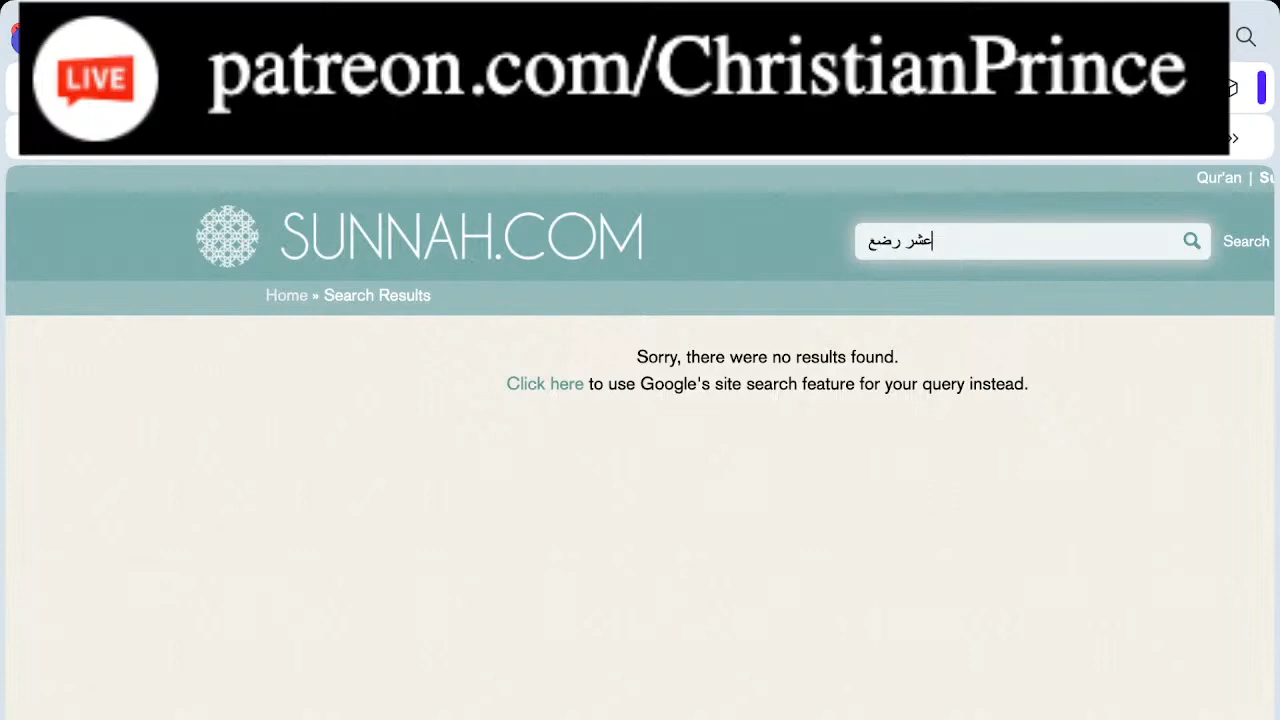 LIVE
patreon.com/ChristianPrince
Qur'an |
SUNNAH.COM
عشر رضع
Search
Home » Search Results
Sorry, there were no results found.
Click here to use Google's site search feature for your query instead.